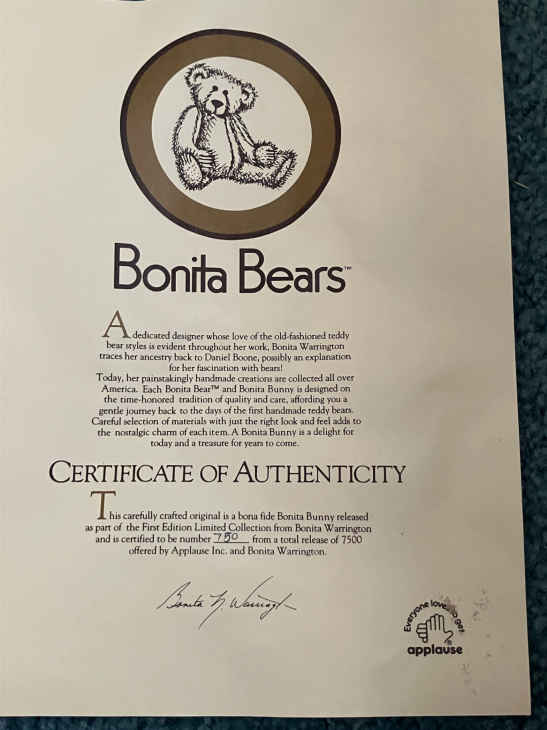 Bonita Bears™
A dedicated designer whose love of the old-fashioned teddy
bear styles is evident throughout her work, Bonita Warrington
traces her ancestry back to Daniel Boone, possibly an explanation
for her fascination with bears!
Today, her painstakingly handmade creations are collected all over
America. Each Bonita Bear™ and Bonita Bunny is designed on
the time-honored tradition of quality and care, affording you a
gentle journey back to the days of the first handmade teddy bears.
Careful selection of materials with just the right look and feel adds to
the nostalgic charm of each item. A Bonita Bunny is a delight for
today and a treasure for years to come.
CERTIFICATE OF AUTHENTICITY
This carefully crafted original is a bona fide Bonita Bunny released
as part of the First Edition Limited Collection from Bonita Warrington
and is certified to be number 750 from a total release of 7500
offered by Applause Inc. and Bonita Warrington.
Bonita N. Warrington
Everyone loves to get
applause